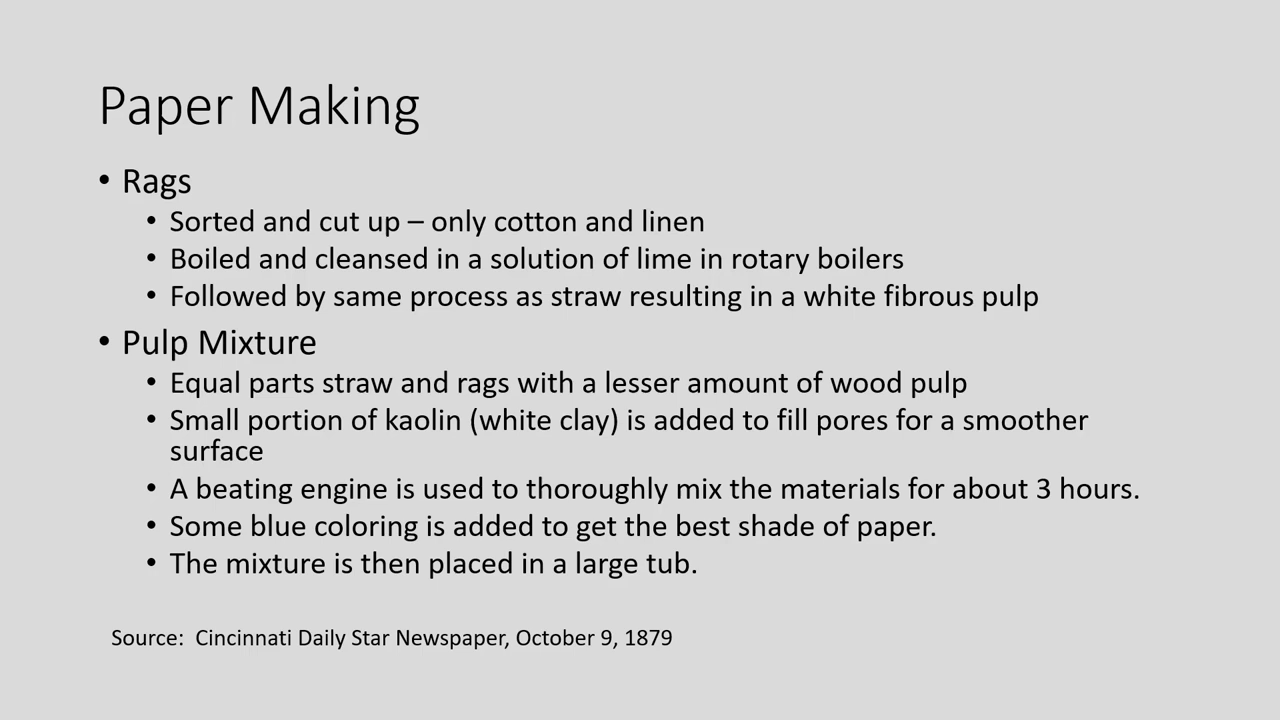 Paper Making
• Rags
• Sorted and cut up – only cotton and linen
• Boiled and cleansed in a solution of lime in rotary boilers
• Followed by same process as straw resulting in a white fibrous pulp
• Pulp Mixture
• Equal parts straw and rags with a lesser amount of wood pulp
• Small portion of kaolin (white clay) is added to fill pores for a smoother
surface
• A beating engine is used to thoroughly mix the materials for about 3 hours.
• Some blue coloring is added to get the best shade of paper.
• The mixture is then placed in a large tub.
Source:  Cincinnati Daily Star Newspaper, October 9, 1879